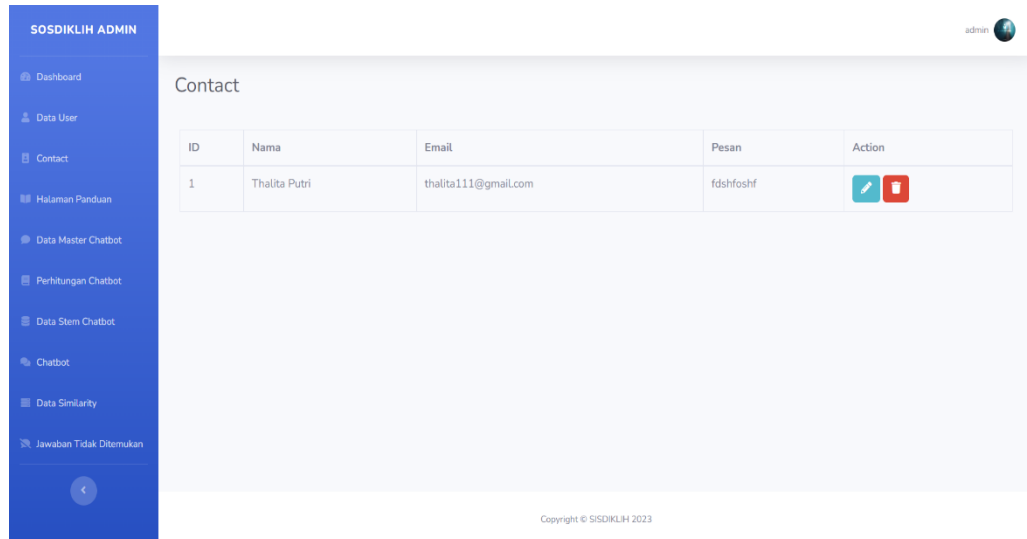 SOSDIKLIH ADMIN
admin
Dashboard
Data User
Contact
Halaman Panduan
Data Master Chatbot
Perhitungan Chatbot
Data Stem Chatbot
Chatbot
Data Similarity
Jawaban Tidak Ditemukan
Contact
ID Nama Email Pesan Action
1 Thalita Putri thalita111@gmail.com fdshfoshf
Copyright © SISDIKLIH 2023